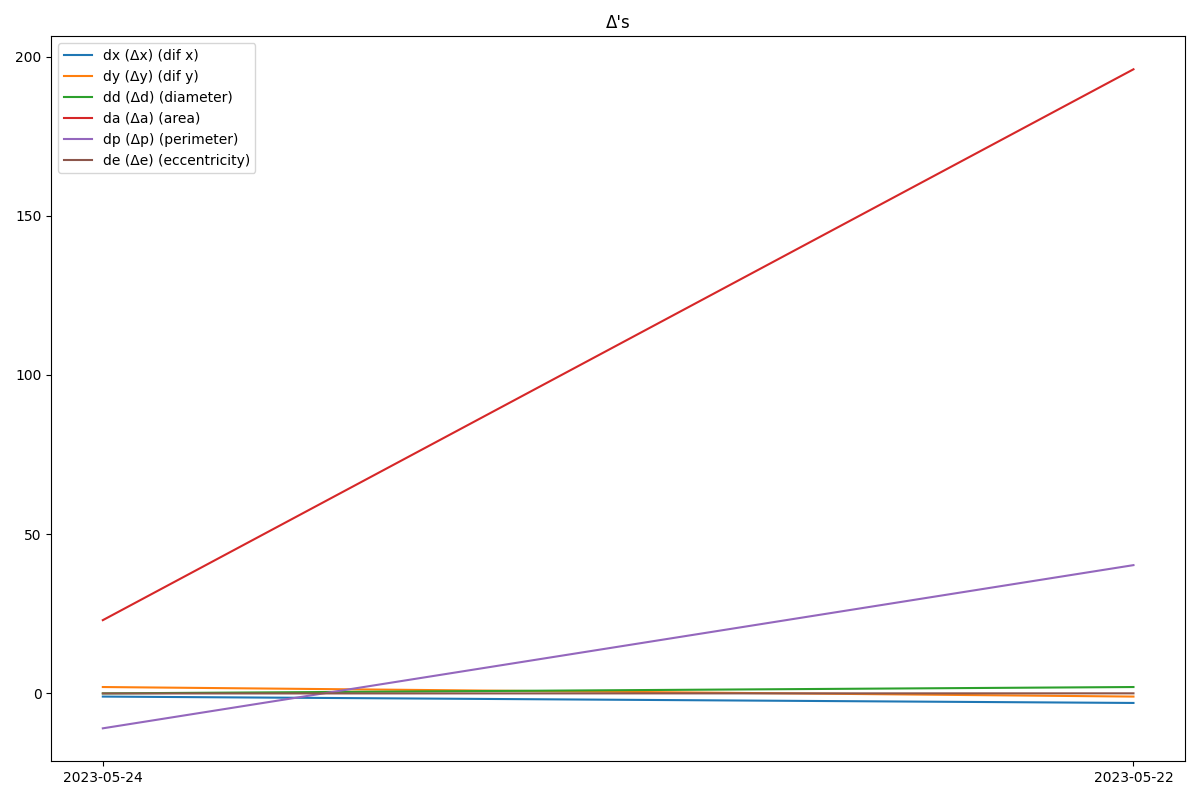 Δ's
dx (Δx) (dif x)
dy (Δy) (dif y)
dd (Δd) (diameter)
da (Δa) (area)
dp (Δp) (perimeter)
de (Δe) (eccentricity)
200
150
100
50
0
2023-05-24
2023-05-22